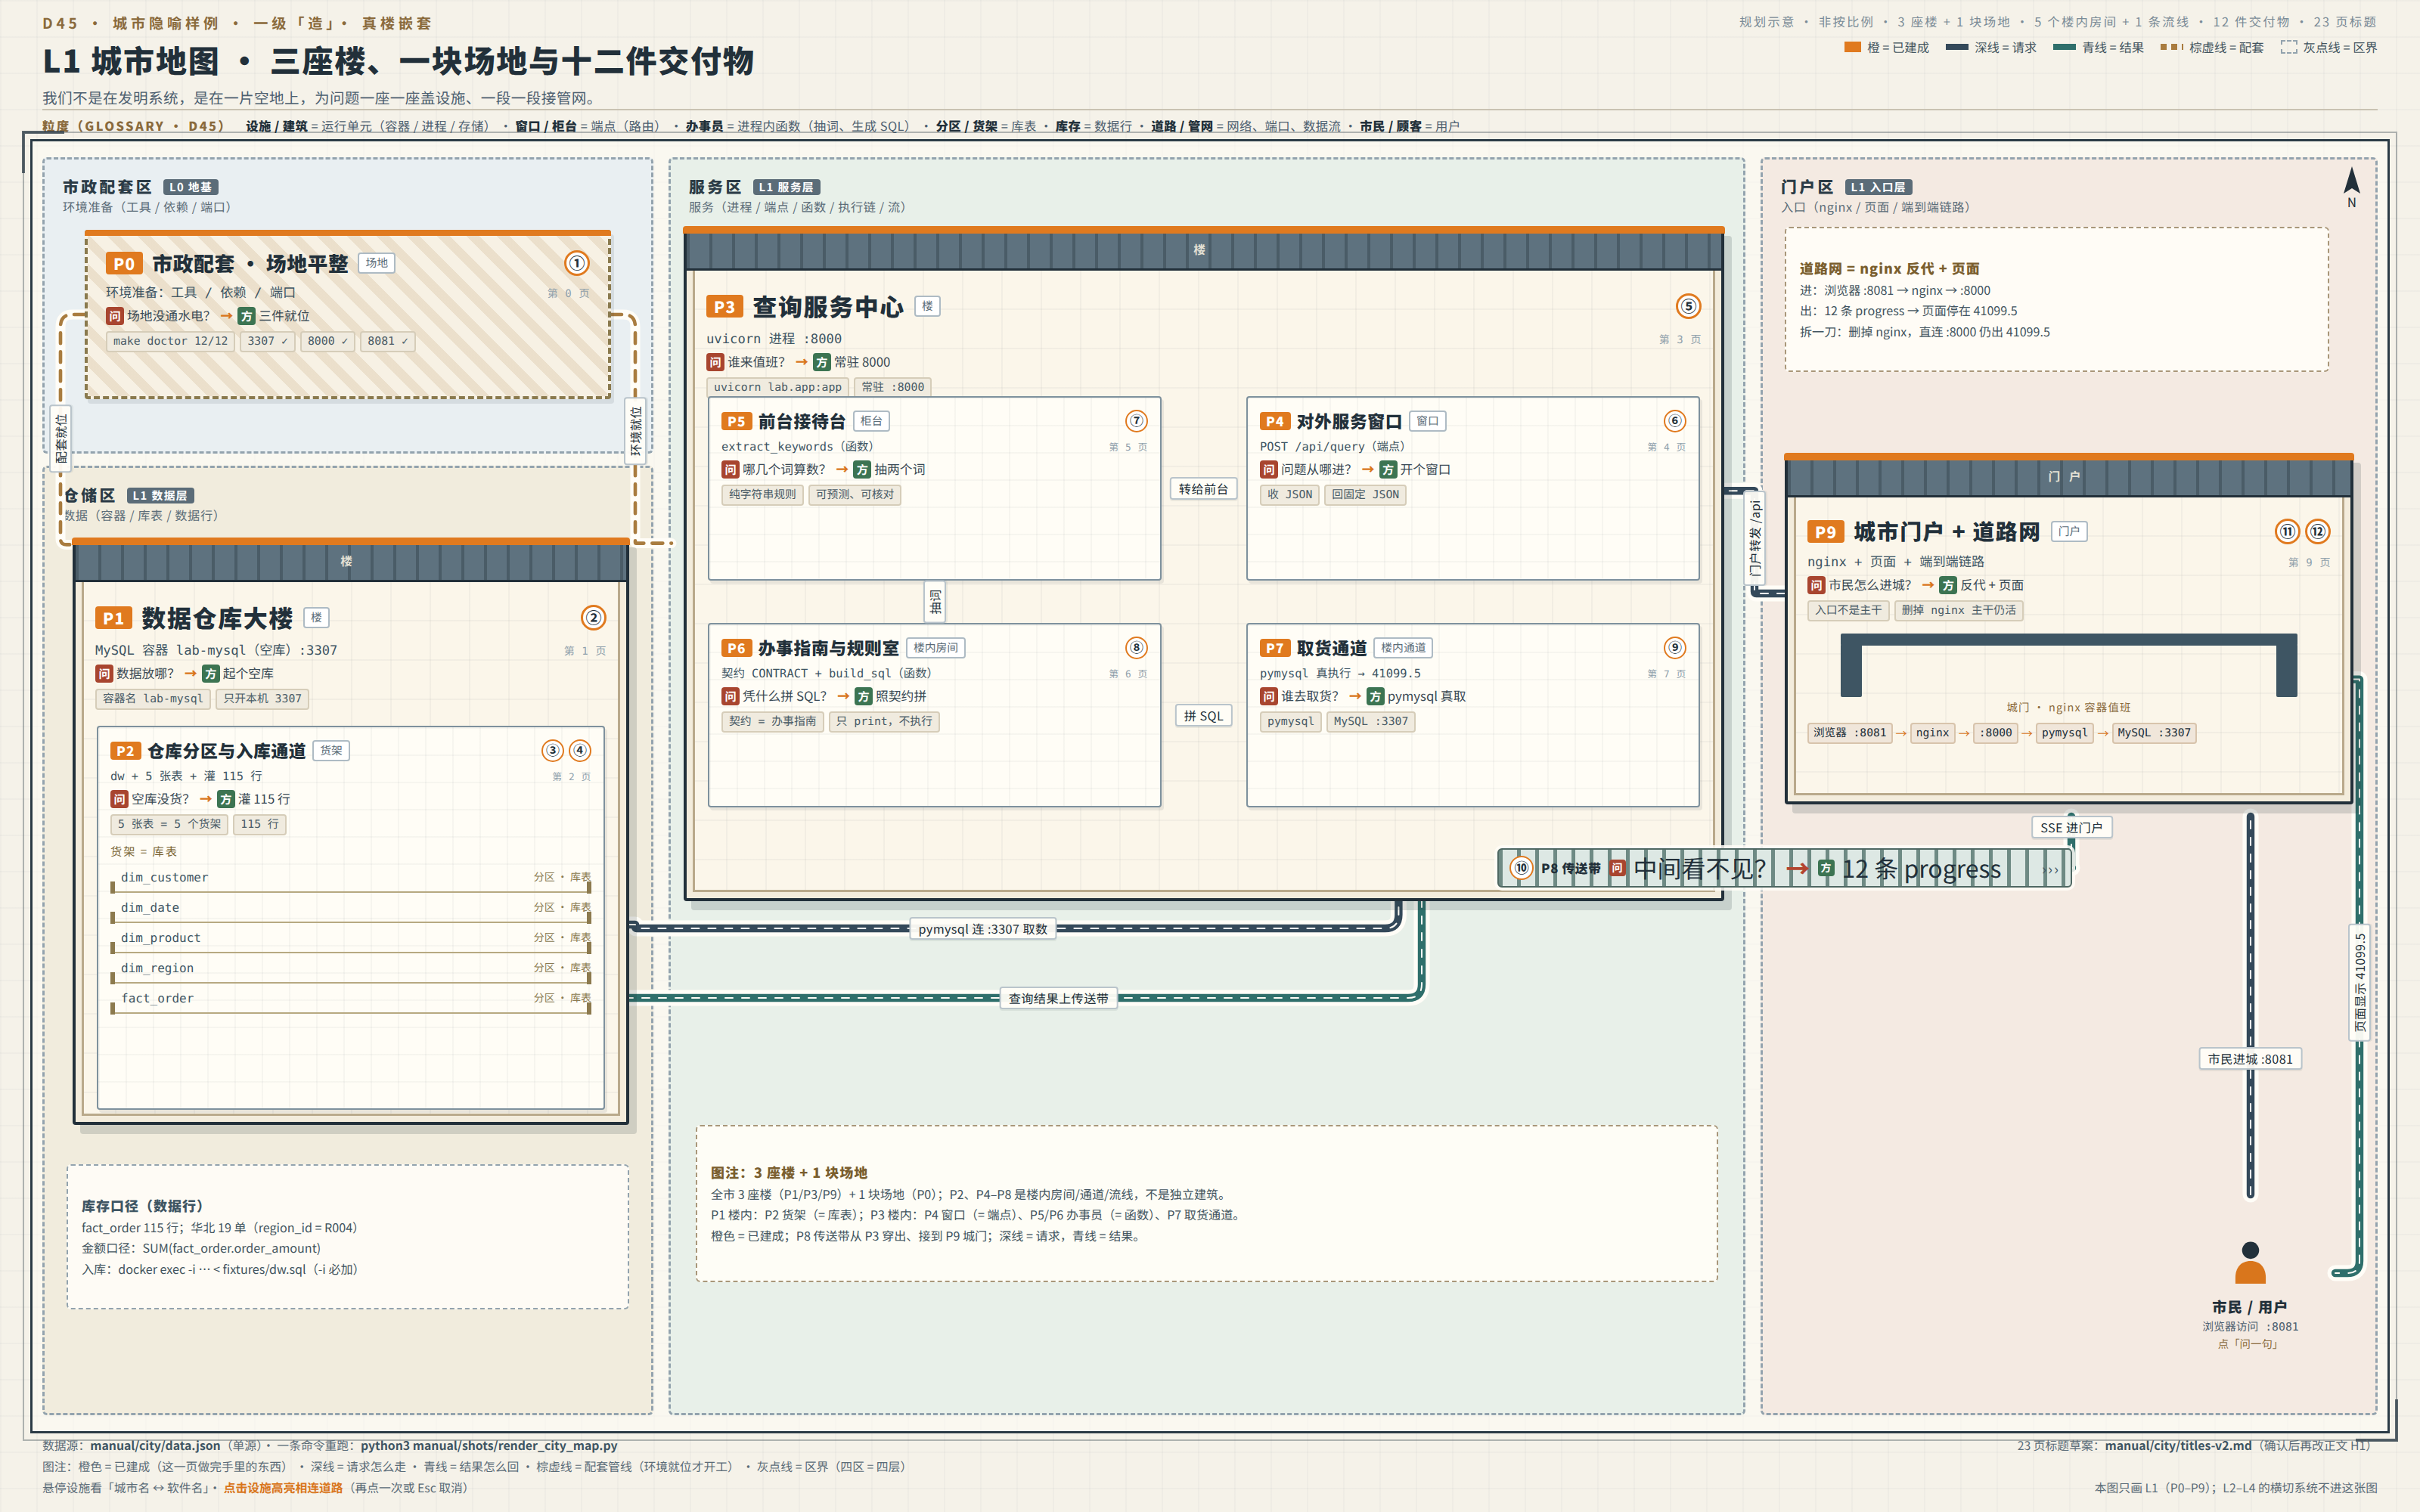 D45 · 城市隐喻样例 · 一级「造」· 真楼嵌套
L1 城市地图 · 三座楼、一块场地与十二件交付物
我们不是在发明系统，是在一片空地上，为问题一座一座盖设施、一段一段接管网。
规划示意 · 非按比例 · 3 座楼 + 1 块场地 · 5 个楼内房间 + 1 条流线 · 12 件交付物 · 23 页标题
橙 = 已建成 深线 = 请求 青线 = 结果 棕虚线 = 配套 灰点线 = 区界
粒度（GLOSSARY · D45） 设施 / 建筑 = 运行单元（容器 / 进程 / 存储） · 窗口 / 柜台 = 端点（路由） · 办事员 = 进程内函数（抽词、生成 SQL） · 分区 / 货架 = 库表 · 库存 = 数据行 · 道路 / 管网 = 网络、端口、数据流 · 市民 / 顾客 = 用户
市政配套区 L0 地基
环境准备（工具 / 依赖 / 端口）
P0 市政配套 · 场地平整 场地 ①
环境准备：工具 / 依赖 / 端口 第 0 页
问 场地没通水电？ → 方 三件就位
make doctor 12/12 3307 ✓ 8000 ✓ 8081 ✓
配套就位
环境就位
仓储区 L1 数据层
数据（容器 / 库表 / 数据行）
楼
P1 数据仓库大楼 楼 ②
MySQL 容器 lab-mysql（空库）:3307 第 1 页
问 数据放哪？ → 方 起个空库
容器名 lab-mysql 只开本机 3307
P2 仓库分区与入库通道 货架 ③ ④
dw + 5 张表 + 灌 115 行 第 2 页
问 空库没货？ → 方 灌 115 行
5 张表 = 5 个货架 115 行
货架 = 库表
dim_customer 分区 · 库表
dim_date 分区 · 库表
dim_product 分区 · 库表
dim_region 分区 · 库表
fact_order 分区 · 库表
库存口径（数据行）
fact_order 115 行；华北 19 单（region_id = R004）
金额口径：SUM(fact_order.order_amount)
入库：docker exec -i ⋯ < fixtures/dw.sql（-i 必加）
服务区 L1 服务层
服务（进程 / 端点 / 函数 / 执行链 / 流）
楼
P3 查询服务中心 楼 ⑤
uvicorn 进程 :8000 第 3 页
问 谁来值班？ → 方 常驻 8000
uvicorn lab.app:app 常驻 :8000
P5 前台接待台 柜台 ⑦
extract_keywords（函数） 第 5 页
问 哪几个词算数？ → 方 抽两个词
纯字符串规则 可预测、可核对
转给前台
P4 对外服务窗口 窗口 ⑥
POST /api/query（端点） 第 4 页
问 问题从哪进？ → 方 开个窗口
收 JSON 回固定 JSON
抽词
P6 办事指南与规则室 楼内房间 ⑧
契约 CONTRACT + build_sql（函数） 第 6 页
问 凭什么拼 SQL？ → 方 照契约拼
契约 = 办事指南 只 print，不执行
拼 SQL
P7 取货通道 楼内通道 ⑨
pymysql 真执行 → 41099.5 第 7 页
问 谁去取货？ → 方 pymysql 真取
pymysql MySQL :3307
⑩ P8 传送带 问 中间看不见？ → 方 12 条 progress ›››
pymysql 连 :3307 取数
查询结果上传送带
图注：3 座楼 + 1 块场地
全市 3 座楼（P1/P3/P9）+ 1 块场地（P0）；P2、P4–P8 是楼内房间/通道/流线，不是独立建筑。
P1 楼内：P2 货架（= 库表）；P3 楼内：P4 窗口（= 端点）、P5/P6 办事员（= 函数）、P7 取货通道。
橙色 = 已建成；P8 传送带从 P3 穿出、接到 P9 城门；深线 = 请求，青线 = 结果。
门户区 L1 入口层
入口（nginx / 页面 / 端到端链路）
N
道路网 = nginx 反代 + 页面
进：浏览器 :8081 → nginx → :8000
出：12 条 progress → 页面停在 41099.5
拆一刀：删掉 nginx，直连 :8000 仍出 41099.5
门户转发 /api
门 户
P9 城市门户 + 道路网 门户 ⑪ ⑫
nginx + 页面 + 端到端链路 第 9 页
问 市民怎么进城？ → 方 反代 + 页面
入口不是主干 删掉 nginx 主干仍活
城门 · nginx 容器值班
浏览器 :8081 → nginx → :8000 → pymysql → MySQL :3307
SSE 进门户
页面显示 41099.5
市民进城 :8081
市民 / 用户
浏览器访问 :8081
点「问一句」
数据源：manual/city/data.json（单源）· 一条命令重跑：python3 manual/shots/render_city_map.py
图注：橙色 = 已建成（这一页做完手里的东西） · 深线 = 请求怎么走 · 青线 = 结果怎么回 · 棕虚线 = 配套管线（环境就位才开工） · 灰点线 = 区界（四区 = 四层）
悬停设施看「城市名 ↔ 软件名」· 点击设施高亮相连道路（再点一次或 Esc 取消）
23 页标题草案：manual/city/titles-v2.md（确认后再改正文 H1）
本图只画 L1（P0–P9）；L2–L4 的横切系统不进这张图